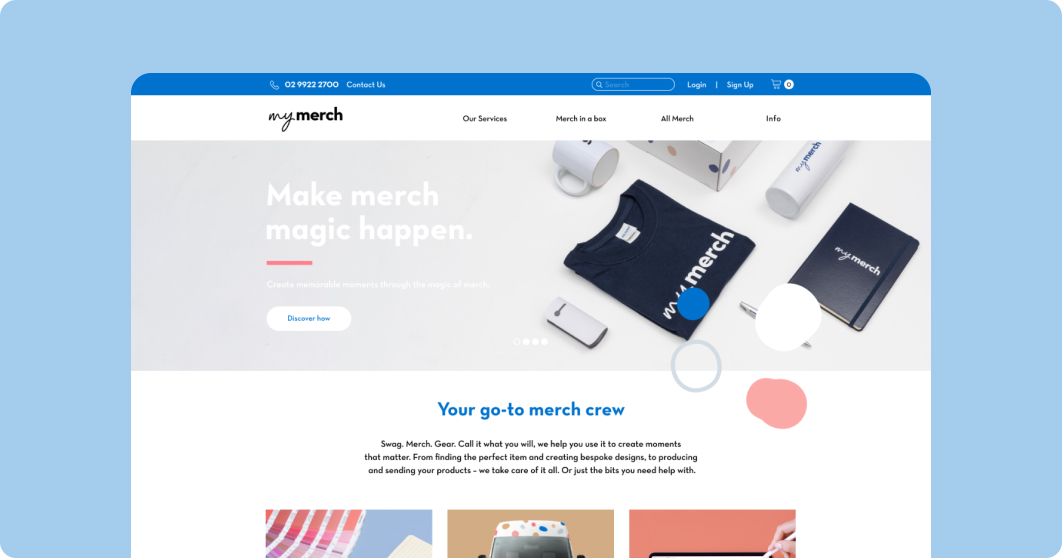 02 9922 2700 Contact Us
Search
Login | Sign Up
0
my merch
Our Services
Merch in a box
All Merch
Info
Make merch
magic happen.
Create memorable moments through the magic of merch.
Discover how
my merch
my merch
my merch
Your go-to merch crew
Swag. Merch. Gear. Call it what you will, we help you use it to create moments
that matter. From finding the perfect item and creating bespoke designs, to producing
and sending your products – we take care of it all. Or just the bits you need help with.